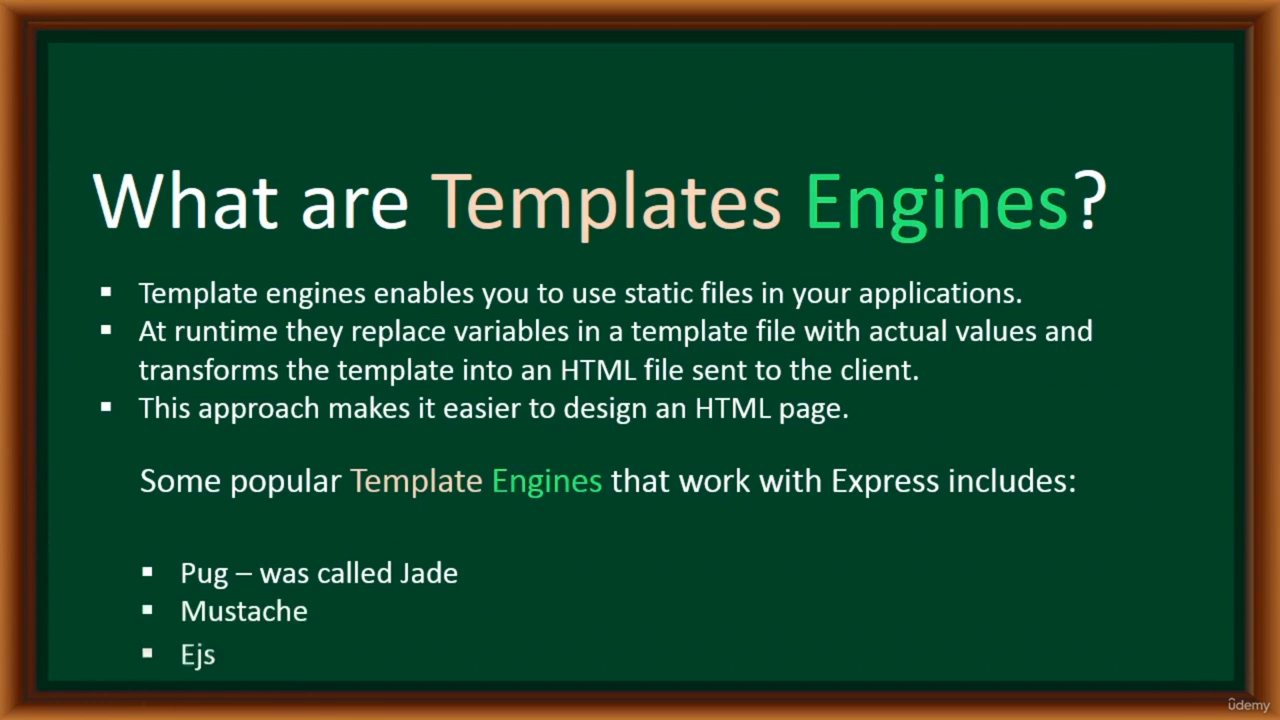 What are Templates Engines?
▪ Template engines enables you to use static files in your applications.
▪ At runtime they replace variables in a template file with actual values and
transforms the template into an HTML file sent to the client.
▪ This approach makes it easier to design an HTML page.
Some popular Template Engines that work with Express includes:
▪ Pug – was called Jade
▪ Mustache
▪ Ejs
ûdemy